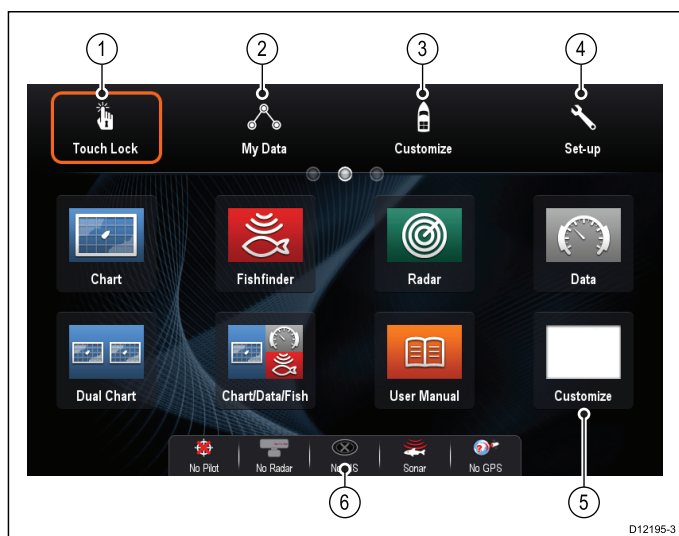 1 2 3 4
Touch Lock My Data Customize Set-up
Chart Fishfinder Radar Data
Dual Chart Chart/Data/Fish User Manual Customize
No Pilot No Radar Sonar No GPS
6 5
D12195-3